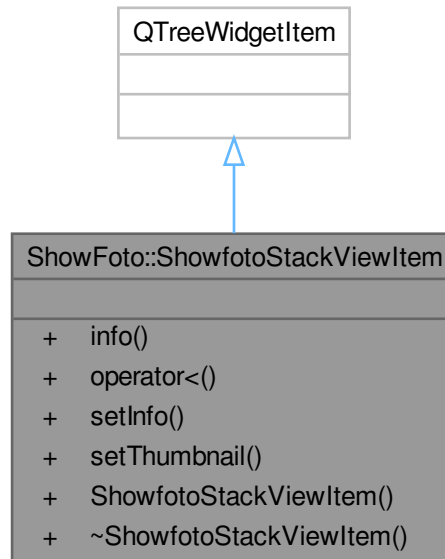 QTreeWidgetItem
ShowFoto::ShowfotoStackViewItem
+ info()
+ operator<()
+ setInfo()
+ setThumbnail()
+ ShowfotoStackViewItem()
+ ~ShowfotoStackViewItem()